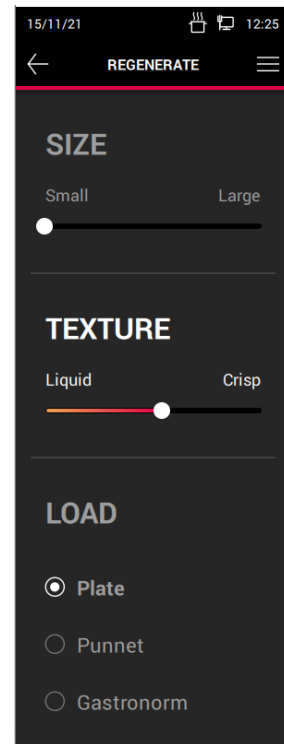 15/11/21 12:25
REGENERATE
SIZE
Small Large
TEXTURE
Liquid Crisp
LOAD
Plate
Punnet
Gastronorm